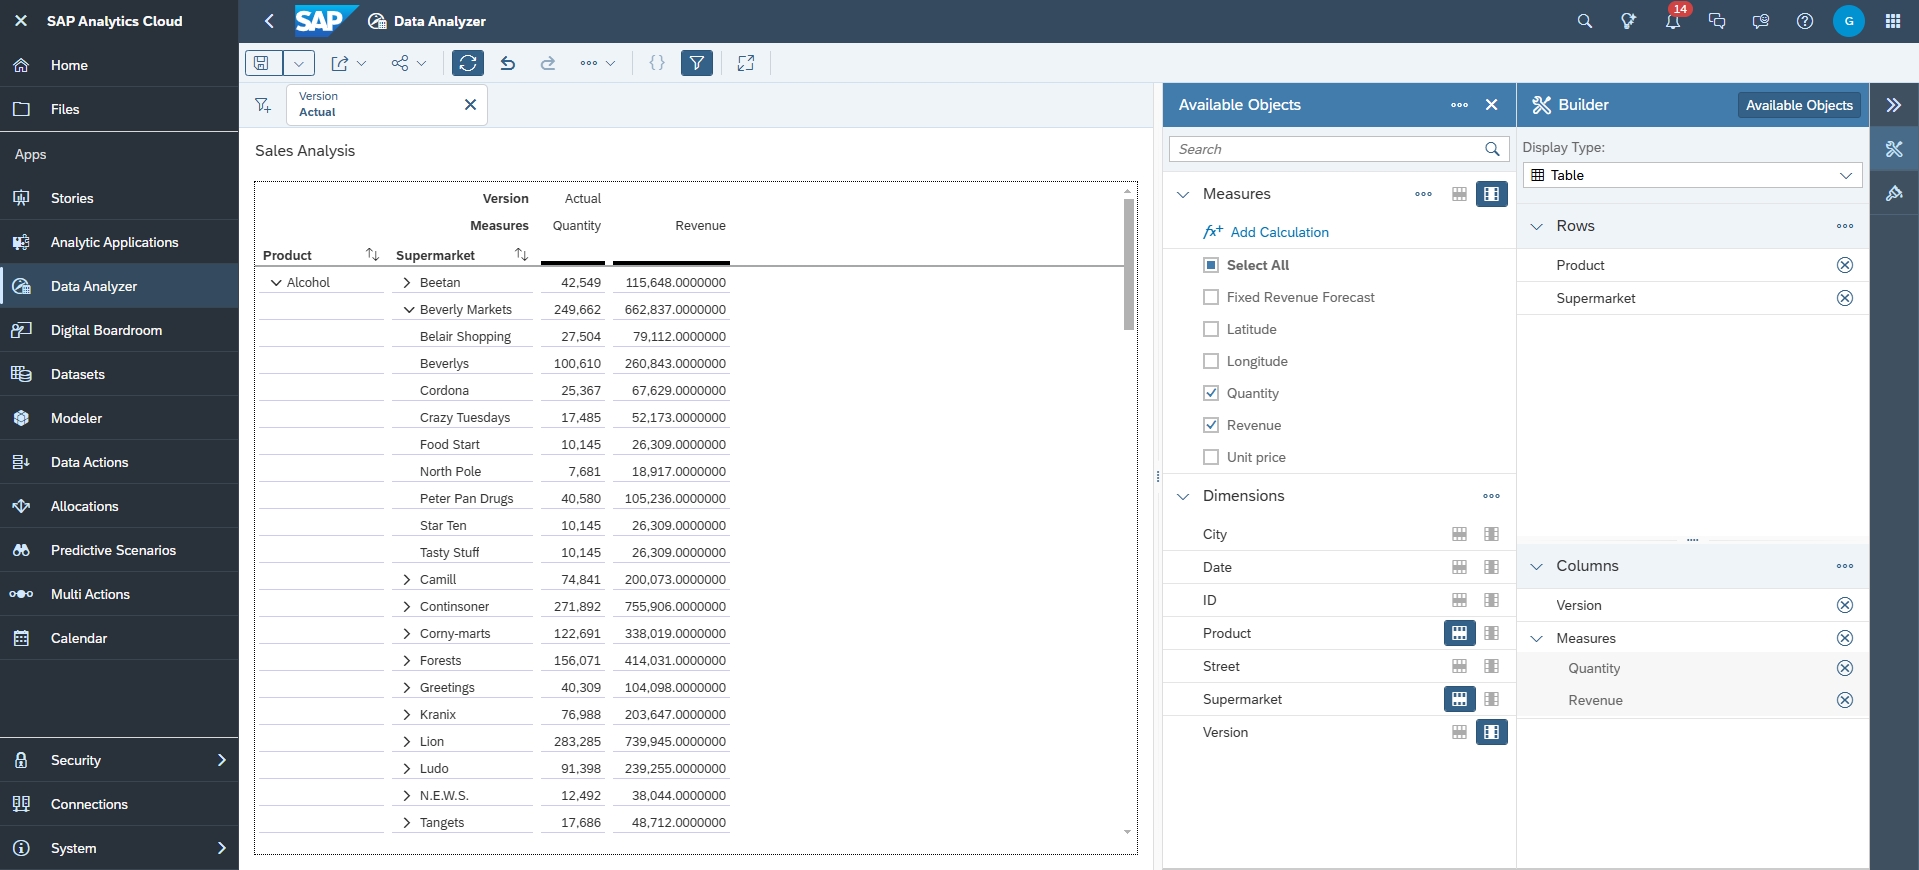 SAP Analytics Cloud
Home
Files
Apps
Stories
Analytic Applications
Data Analyzer
Digital Boardroom
Datasets
Modeler
Data Actions
Allocations
Predictive Scenarios
Multi Actions
Calendar
Security
Connections
System
SAP Data Analyzer
14
G
Version
Actual
Sales Analysis
Version Actual
Measures Quantity Revenue
Product Supermarket
Alcohol Beetan 42,549 115,648.0000000
Beverly Markets 249,662 662,837.0000000
Belair Shopping 27,504 79,112.0000000
Beverlys 100,610 260,843.0000000
Cordona 25,367 67,629.0000000
Crazy Tuesdays 17,485 52,173.0000000
Food Start 10,145 26,309.0000000
North Pole 7,681 18,917.0000000
Peter Pan Drugs 40,580 105,236.0000000
Star Ten 10,145 26,309.0000000
Tasty Stuff 10,145 26,309.0000000
Camill 74,841 200,073.0000000
Continsoner 271,892 755,906.0000000
Corny-marts 122,691 338,019.0000000
Forests 156,071 414,031.0000000
Greetings 40,309 104,098.0000000
Kranix 76,988 203,647.0000000
Lion 283,285 739,945.0000000
Ludo 91,398 239,255.0000000
N.E.W.S. 12,492 38,044.0000000
Tangets 17,686 48,712.0000000
Available Objects
Search
Measures
fx+ Add Calculation
Select All
Fixed Revenue Forecast
Latitude
Longitude
Quantity
Revenue
Unit price
Dimensions
City
Date
ID
Product
Street
Supermarket
Version
Builder Available Objects
Display Type:
Table
Rows
Product
Supermarket
Columns
Version
Measures
Quantity
Revenue